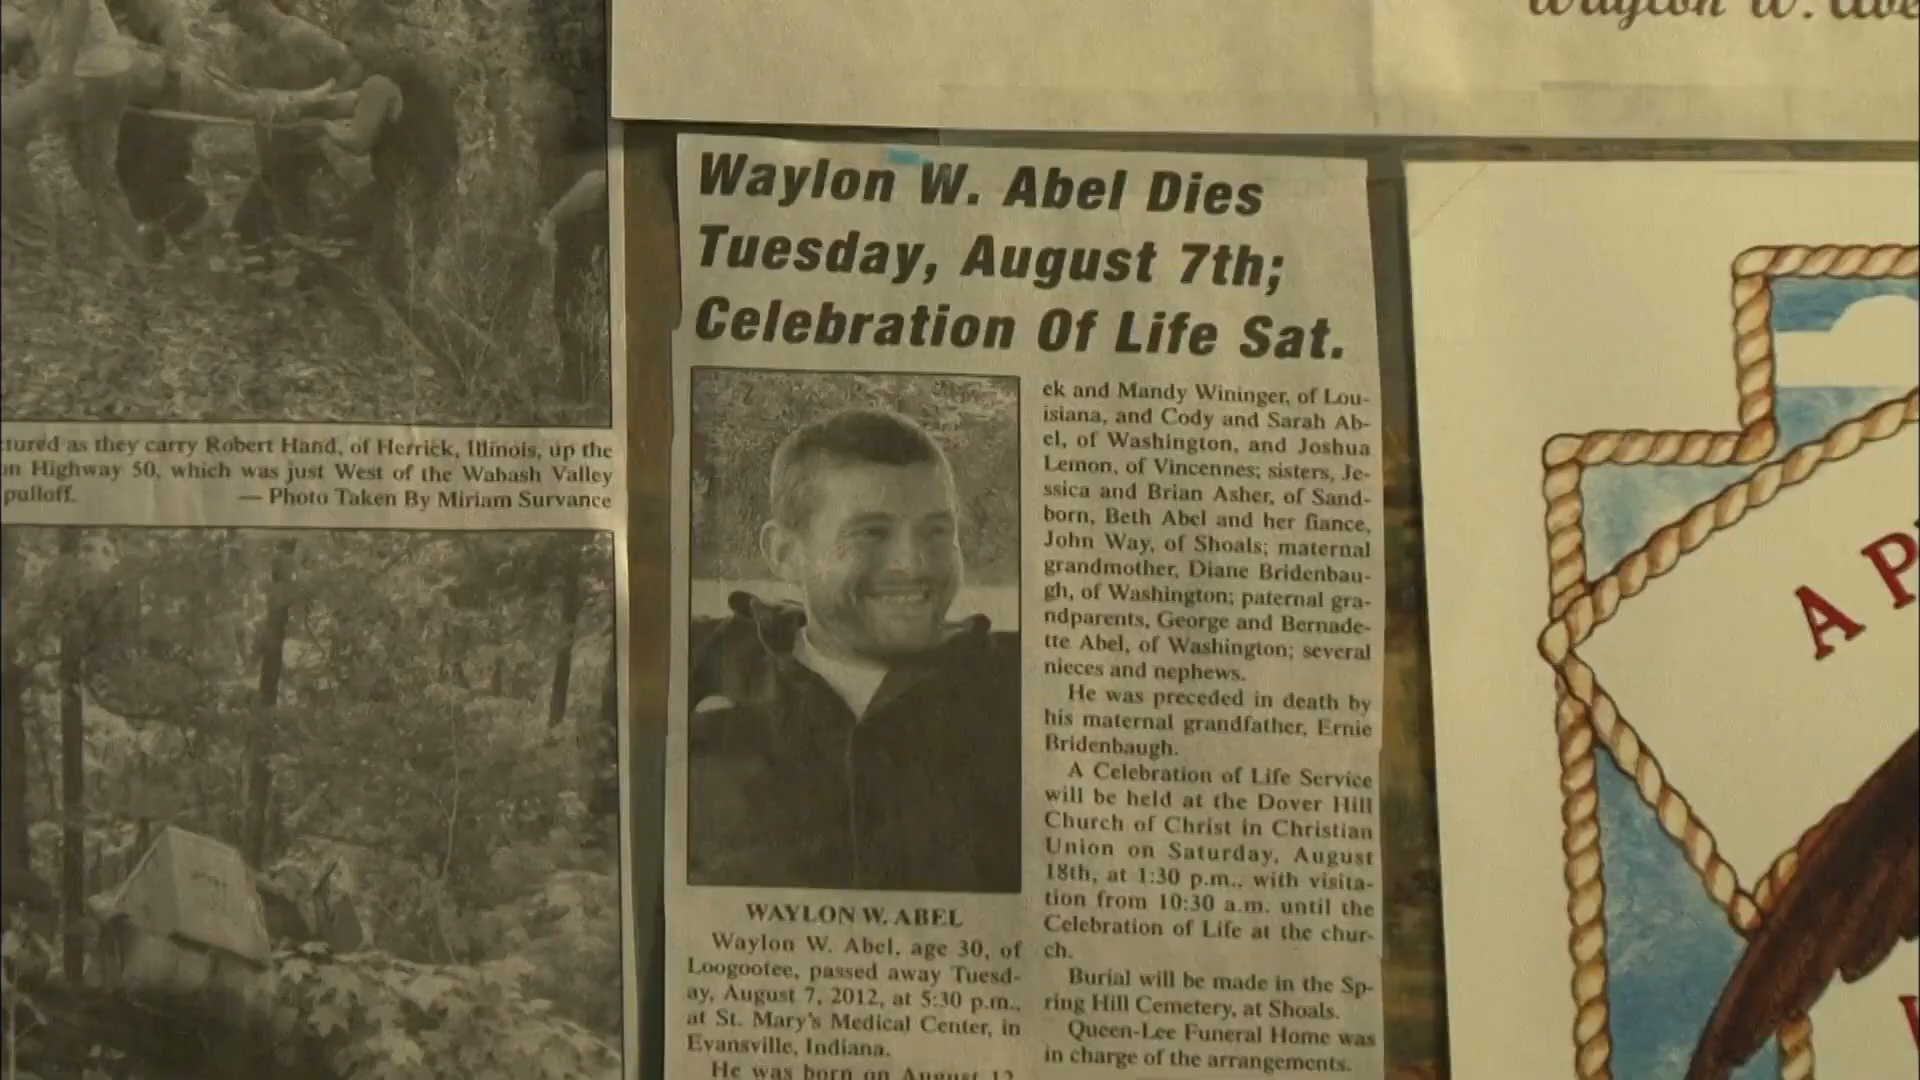 Waylon W. Abe
tured as they carry Robert Hand, of Herrick, Illinois, up the
n Highway 50, which was just West of the Wabash Valley
pulloff. — Photo Taken By Miriam Survance
Waylon W. Abel Dies
Tuesday, August 7th;
Celebration Of Life Sat.
WAYLON W. ABEL
Waylon W. Abel, age 30, of
Loogootee, passed away Tuesd-
ay, August 7, 2012, at 5:30 p.m.,
at St. Mary's Medical Center, in
Evansville, Indiana.
He was born on August 12,
ek and Mandy Wininger, of Lou-
isiana, and Cody and Sarah Ab-
el, of Washington, and Joshua
Lemon, of Vincennes; sisters, Je-
ssica and Brian Asher, of Sand-
born, Beth Abel and her fiance,
John Way, of Shoals; maternal
grandmother, Diane Bridenbau-
gh, of Washington; paternal gra-
ndparents, George and Bernade-
tte Abel, of Washington; several
nieces and nephews.
He was preceded in death by
his maternal grandfather, Ernie
Bridenbaugh.
A Celebration of Life Service
will be held at the Dover Hill
Church of Christ in Christian
Union on Saturday, August
18th, at 1:30 p.m., with visita-
tion from 10:30 a.m. until the
Celebration of Life at the chur-
ch.
Burial will be made in the Sp-
ring Hill Cemetery, at Shoals.
Queen-Lee Funeral Home was
in charge of the arrangements.
A P